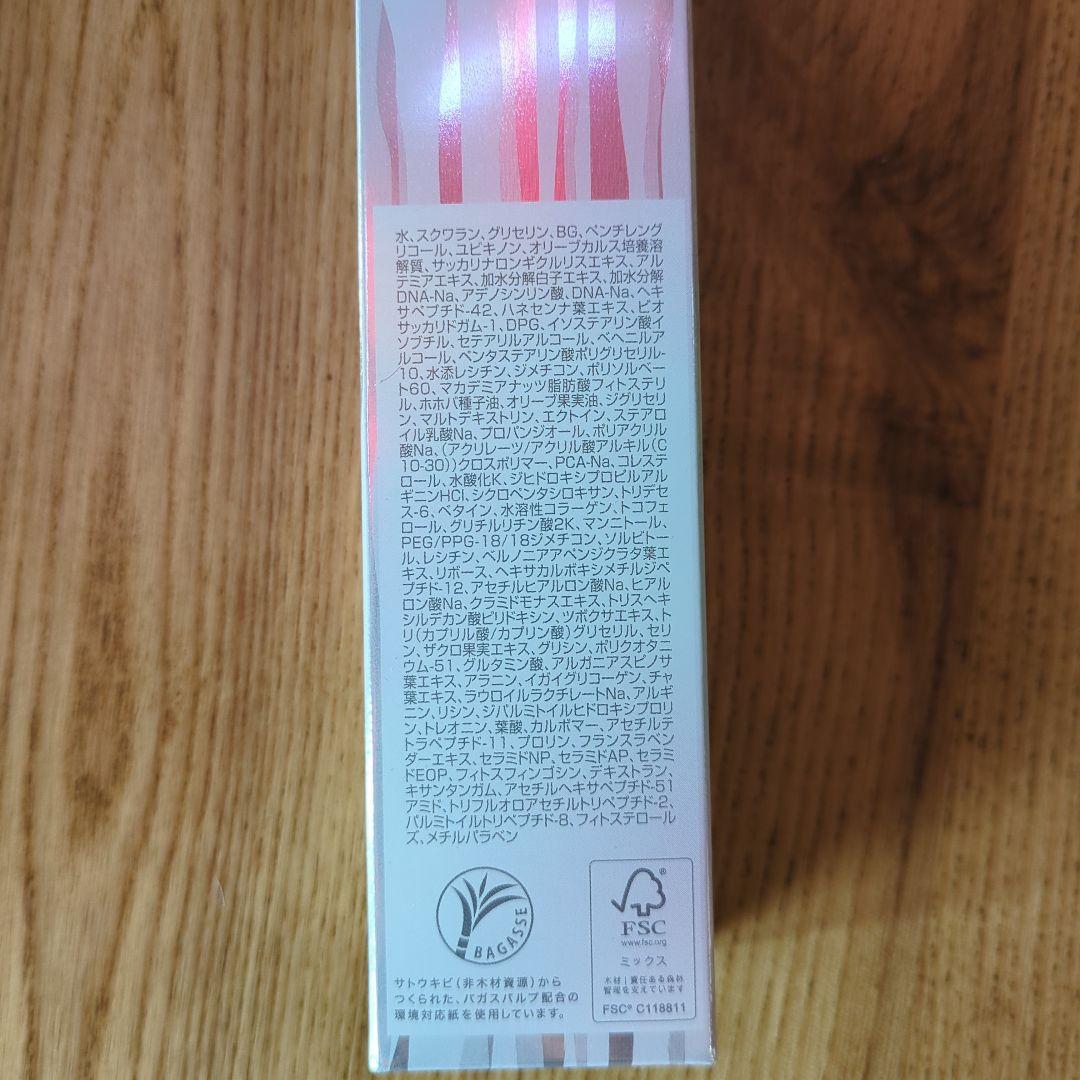 水、スクワラン、グリセリン、BG、ペンチレング
リコール、ユビキノン、オリーブカルス培養溶
解質、サッカリナロンギクルリスエキス、アル
テミアエキス、加水分解白子エキス、加水分解
DNA-Na、アデノシンリン酸、DNA-Na、ヘキ
サペプチド-42、ハネセンナ葉エキス、ビオ
サッカリドガム-1、DPG、イソステアリン酸イ
ソブチル、セテアリルアルコール、ベヘニルア
ルコール、ペンタステアリン酸ポリグリセリル-
10、水添レシチン、ジメチコン、ポリソルベー
ト60、マカデミアナッツ脂肪酸フィトステリ
ル、ホホバ種子油、オリーブ果実油、ジグリセリ
ン、マルトデキストリン、エクトイン、ステアロ
イル乳酸Na、プロパンジオール、ポリアクリル
酸Na、(アクリレーツ/アクリル酸アルキル(C
10-30))クロスポリマー、PCA-Na、コレステ
ロール、水酸化K、ジヒドロキシプロピルアル
ギニンHCl、シクロペンタシロキサン、トリデセ
ス-6、ベタイン、水溶性コラーゲン、トコフェ
ロール、グリチルリチン酸2K、マンニトール、
PEG/PPG-18/18ジメチコン、ソルビトー
ル、レシチン、ベルノニアアペンジクラタ葉エ
キス、リボース、ヘキサカルボキシメチルジペ
プチド-12、アセチルヒアルロン酸Na、ヒアル
ロン酸Na、クラミドモナスエキス、トリスヘキ
シルデカン酸ピリドキシン、ツボクサエキス、ト
リ(カプリル酸/カプリン酸)グリセリル、セリ
ン、ザクロ果実エキス、グリシン、ポリクオタニ
ウム-51、グルタミン酸、アルガニアスピノサ
葉エキス、アラニン、イガイグリコーゲン、チャ
葉エキス、ラウロイルラクチレートNa、アルギ
ニン、リシン、ジパルミトイルヒドロキシプロリ
ン、トレオニン、葉酸、カルボマー、アセチルテ
トラペプチド-11、プロリン、フランスラベン
ダーエキス、セラミドNP、セラミドAP、セラミ
ドEOP、フィトスフィンゴシン、デキストラン、
キサンタンガム、アセチルヘキサペプチド-51
アミド、トリフルオロアセチルトリペプチド-2、
パルミトイルトリペプチド-8、フィトステロール
ズ、メチルパラベン
BAGASSE
サトウキビ(非木材資源)から
つくられた、バガスパルプ配合の
環境対応紙を使用しています。
®
FSC
www.fsc.org
ミックス
木材|責任ある森林
管理を支えています
FSC® C118811